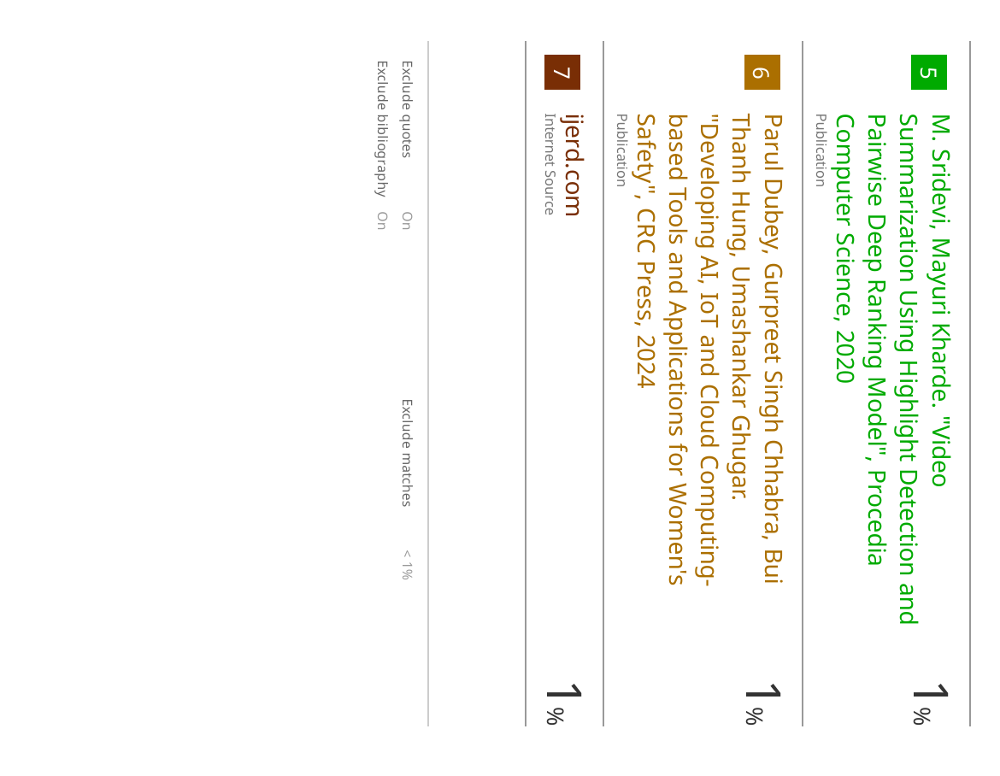 5
M. Sridevi, Mayuri Kharde. "Video
Summarization Using Highlight Detection and
Pairwise Deep Ranking Model", Procedia
Computer Science, 2020
Publication
1 %
6
Parul Dubey, Gurpreet Singh Chhabra, Bui
Thanh Hung, Umashankar Ghugar.
"Developing AI, IoT and Cloud Computing-
based Tools and Applications for Women's
Safety", CRC Press, 2024
Publication
1 %
7
ijerd.com
Internet Source
1 %
Exclude quotes On
Exclude matches < 1%
Exclude bibliography On